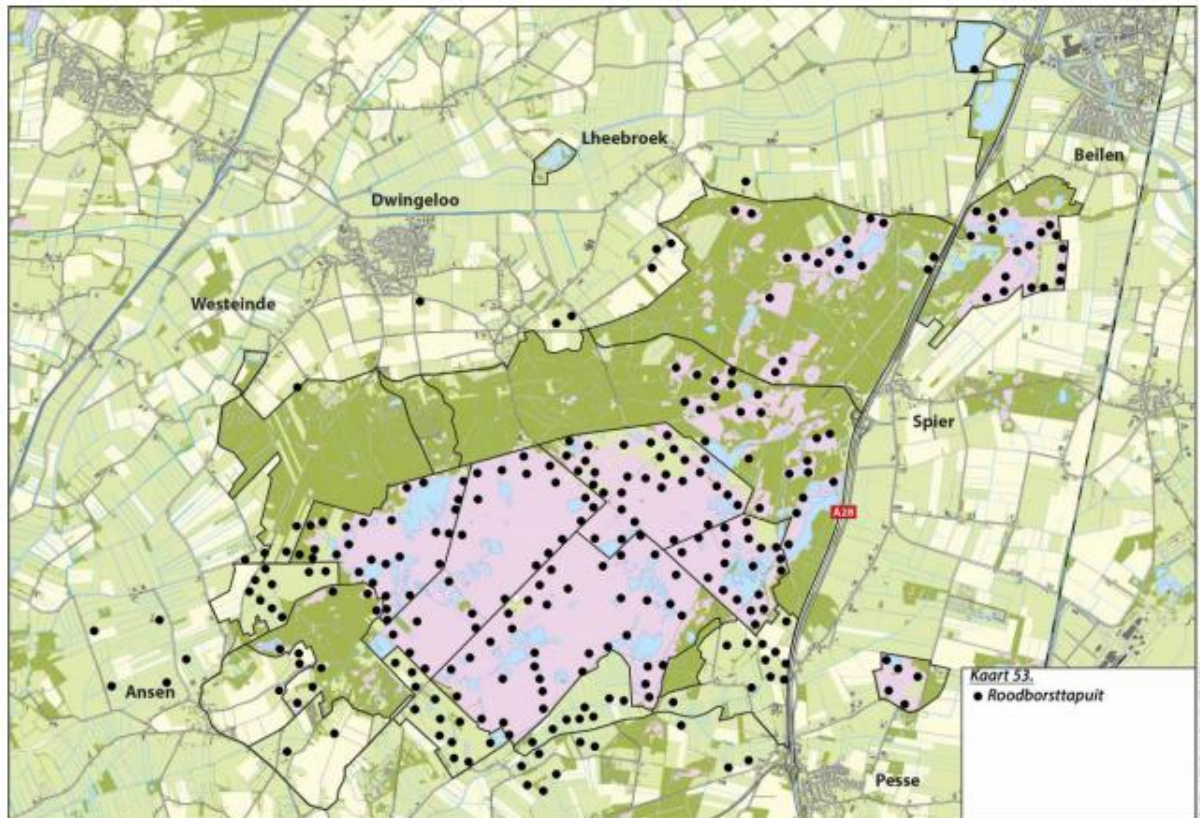 Lheebroek
Beilen
Dwingeloo
Westeinde
Spier
A28
Ansen
Kaart 53.
Roodborsttapuit
Pesse